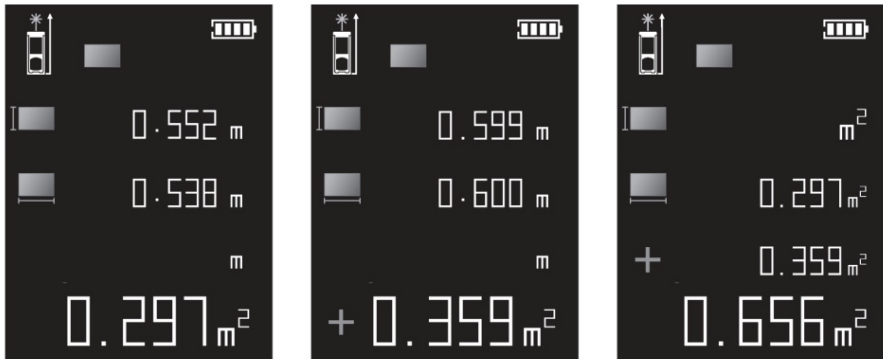 0.552 m
0.538 m
m
0.297 m²
0.599 m
0.600 m
m
+ 0.359 m²
m²
0.297 m²
+ 0.359 m²
0.656 m²